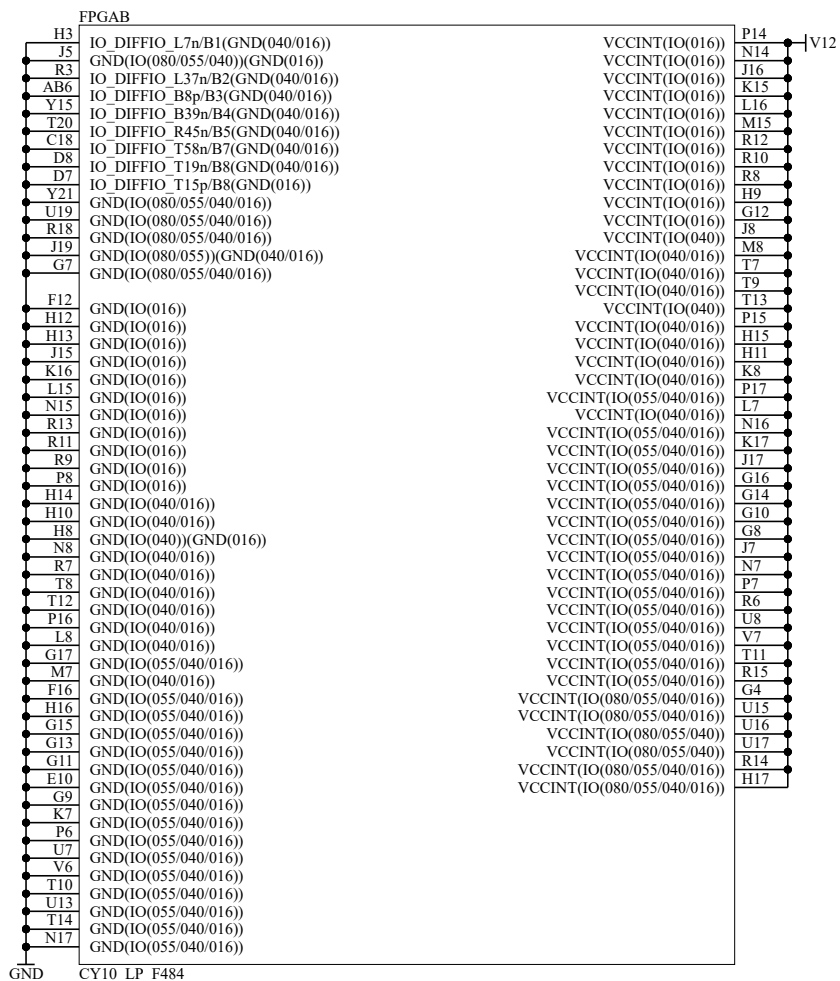 FPGAB
H3 IO_DIFFIO_L7n/B1(GND(040/016))
J5 GND(IO(080/055/040))(GND(016))
R3 IO_DIFFIO_L37n/B2(GND(040/016))
AB6 IO_DIFFIO_B8p/B3(GND(040/016))
Y15 IO_DIFFIO_B39n/B4(GND(040/016))
T20 IO_DIFFIO_R45n/B5(GND(040/016))
C18 IO_DIFFIO_T58n/B7(GND(040/016))
D8 IO_DIFFIO_T19n/B8(GND(040/016))
D7 IO_DIFFIO_T15p/B8(GND(016))
Y21 GND(IO(080/055/040/016))
U19 GND(IO(080/055/040/016))
R18 GND(IO(080/055/040/016))
J19 GND(IO(080/055))(GND(040/016))
G7 GND(IO(080/055/040/016))
F12 GND(IO(016))
H12 GND(IO(016))
H13 GND(IO(016))
J15 GND(IO(016))
K16 GND(IO(016))
L15 GND(IO(016))
N15 GND(IO(016))
R13 GND(IO(016))
R11 GND(IO(016))
R9 GND(IO(016))
P8 GND(IO(016))
H14 GND(IO(040/016))
H10 GND(IO(040/016))
H8 GND(IO(040))(GND(016))
N8 GND(IO(040/016))
R7 GND(IO(040/016))
T8 GND(IO(040/016))
T12 GND(IO(040/016))
P16 GND(IO(040/016))
L8 GND(IO(040/016))
G17 GND(IO(055/040/016))
M7 GND(IO(040/016))
F16 GND(IO(055/040/016))
H16 GND(IO(055/040/016))
G15 GND(IO(055/040/016))
G13 GND(IO(055/040/016))
G11 GND(IO(055/040/016))
E10 GND(IO(055/040/016))
G9 GND(IO(055/040/016))
K7 GND(IO(055/040/016))
P6 GND(IO(055/040/016))
U7 GND(IO(055/040/016))
V6 GND(IO(055/040/016))
T10 GND(IO(055/040/016))
U13 GND(IO(055/040/016))
T14 GND(IO(055/040/016))
N17 GND(IO(055/040/016))
GND
VCCINT(IO(016)) P14 V12
VCCINT(IO(016)) N14
VCCINT(IO(016)) J16
VCCINT(IO(016)) K15
VCCINT(IO(016)) L16
VCCINT(IO(016)) M15
VCCINT(IO(016)) R12
VCCINT(IO(016)) R10
VCCINT(IO(016)) R8
VCCINT(IO(016)) H9
VCCINT(IO(016)) G12
VCCINT(IO(040)) J8
VCCINT(IO(040/016)) M8
VCCINT(IO(040/016)) T7
VCCINT(IO(040/016)) T9
VCCINT(IO(040)) T13
VCCINT(IO(040/016)) P15
VCCINT(IO(040/016)) H15
VCCINT(IO(040/016)) H11
VCCINT(IO(040/016)) K8
VCCINT(IO(055/040/016)) P17
VCCINT(IO(040/016)) L7
VCCINT(IO(055/040/016)) N16
VCCINT(IO(055/040/016)) K17
VCCINT(IO(055/040/016)) J17
VCCINT(IO(055/040/016)) G16
VCCINT(IO(055/040/016)) G14
VCCINT(IO(055/040/016)) G10
VCCINT(IO(055/040/016)) G8
VCCINT(IO(055/040/016)) J7
VCCINT(IO(055/040/016)) N7
VCCINT(IO(055/040/016)) P7
VCCINT(IO(055/040/016)) R6
VCCINT(IO(055/040/016)) U8
VCCINT(IO(055/040/016)) V7
VCCINT(IO(055/040/016)) T11
VCCINT(IO(055/040/016)) R15
VCCINT(IO(080/055/040/016)) G4
VCCINT(IO(080/055/040/016)) U15
VCCINT(IO(080/055/040) U16
VCCINT(IO(080/055/040) U17
VCCINT(IO(080/055/040/016)) R14
VCCINT(IO(080/055/040/016)) H17
CY10_LP_F484